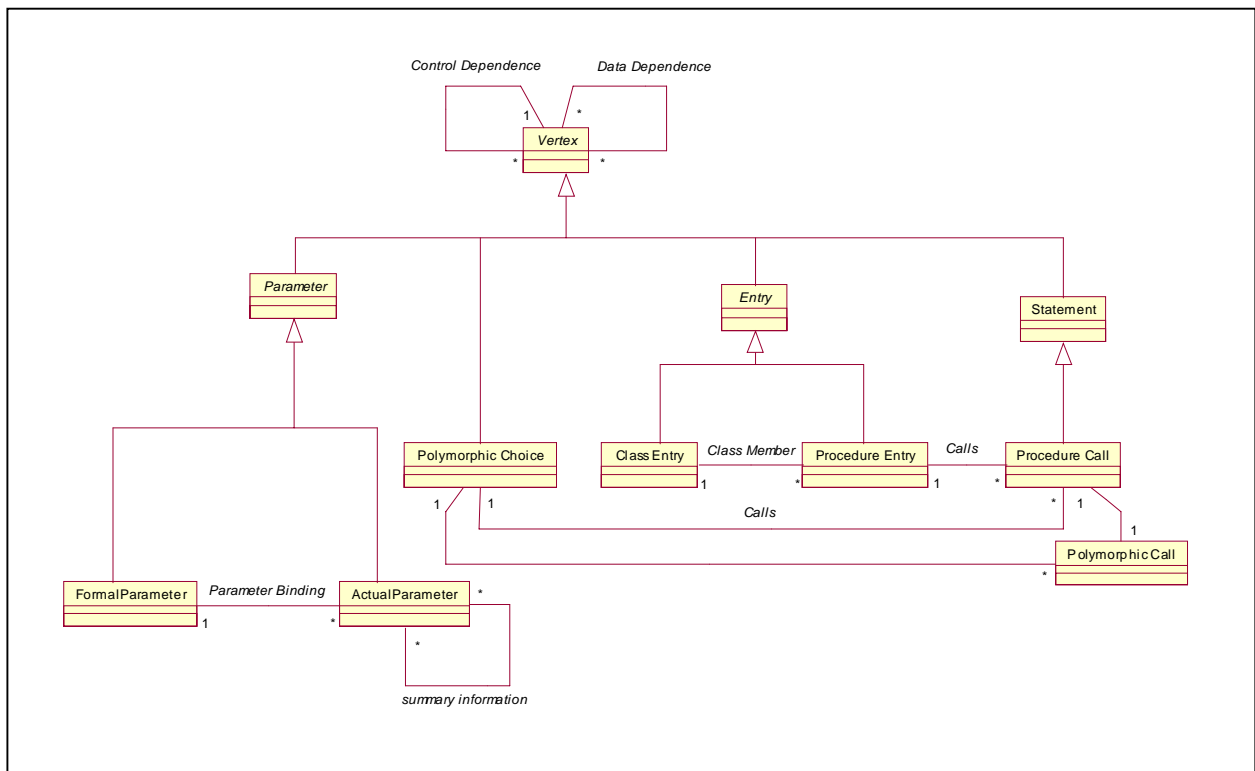 Control Dependence
Data Dependence
1
*
Vertex
*
*
Parameter
Entry
Statement
Polymorphic Choice
Class Entry
Class Member
Procedure Entry
Calls
Procedure Call
1
*
1
*
1
1
*
1
Calls
1
Polymorphic Call
*
FormalParameter
Parameter Binding
ActualParameter
*
1
*
*
summary information